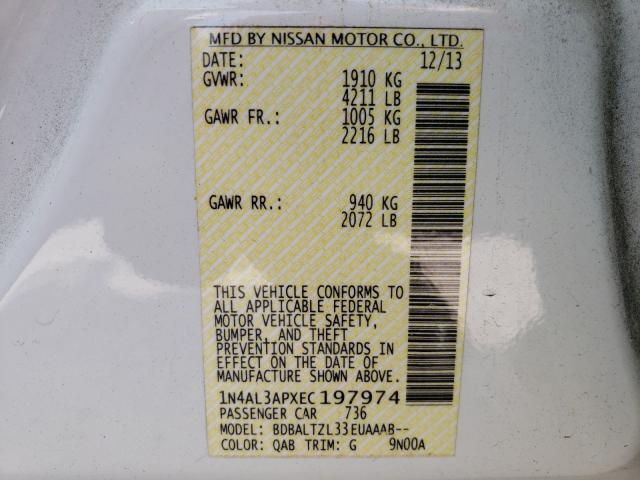 MFD BY NISSAN MOTOR CO., LTD.
DATE: 12/13
GVWR: 1910 KG
4211 LB
GAWR FR.: 1005 KG
2216 LB
GAWR RR.: 940 KG
2072 LB
THIS VEHICLE CONFORMS TO
ALL APPLICABLE FEDERAL
MOTOR VEHICLE SAFETY,
BUMPER, AND THEFT
PREVENTION STANDARDS IN
EFFECT ON THE DATE OF
MANUFACTURE SHOWN ABOVE.
1N4AL3APXEC197974
PASSENGER CAR 736
MODEL: BDBALTZL33EUAAAB--
COLOR: QAB TRIM: G 9N00A